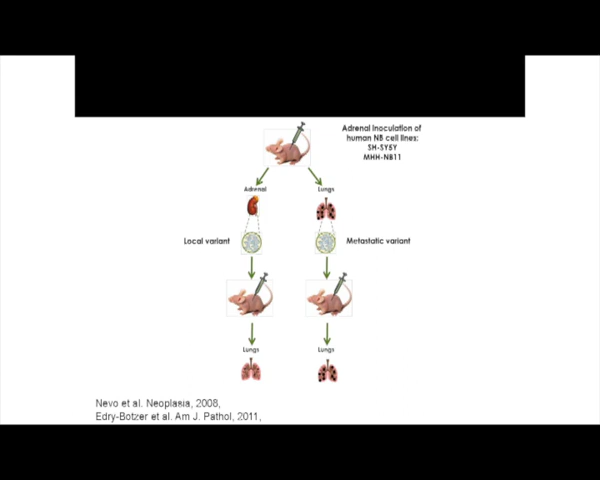 Adrenal Inoculation of
human NB cell lines:
SH-SY5Y
MHH-NB11
Adrenal
Lungs
Local variant
Metastatic variant
Lungs
Lungs
Nevo et al. Neoplasia, 2008,
Edry-Botzer et al. Am J. Pathol, 2011,